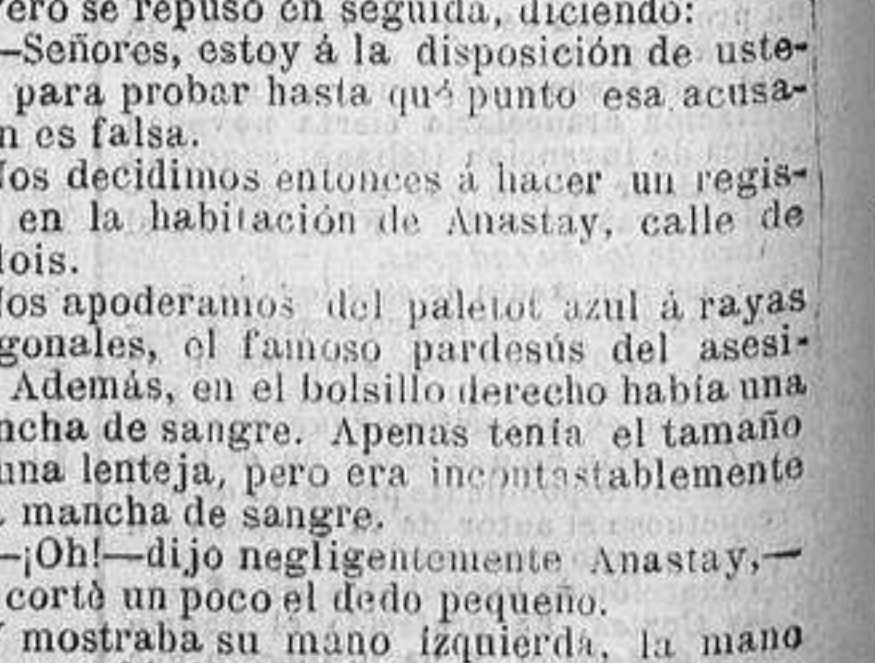 ero se repuso en seguida, diciendo:
—Señores, estoy á la disposición de uste-
para probar hasta qué punto esa acusa-
n es falsa.
Nos decidimos entonces á hacer un regis-
en la habitación de Anastay, calle de
lois.
Nos apoderamos del paletot azul á rayas
gonales, el famoso pardesús del asesi-
Además, en el bolsillo derecho había una
ncha de sangre. Apenas tenía el tamaño
una lenteja, pero era incontastablemente
mancha de sangre.
—¡Oh!—dijo negligentemente Anastay,—
cortò un poco el dedo pequeño.
Y mostraba su mano izquierda, la mano